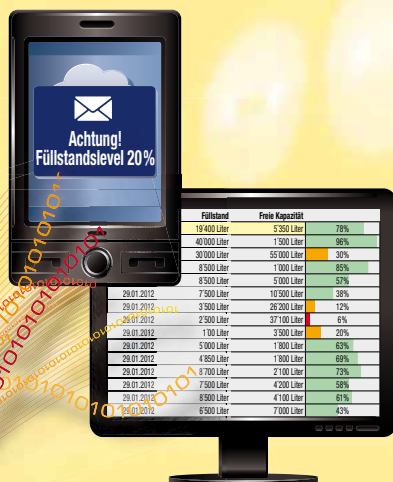 Achtung!
Füllstandslevel 20 %
Füllstand Freie Kapazität
19'400 Liter 5'350 Liter 78%
40'000 Liter 1'500 Liter 96%
30'000 Liter 55'000 Liter 30%
8'500 Liter 1'000 Liter 85%
8'500 Liter 5'000 Liter 57%
29.01.2012 7'500 Liter 10'500 Liter 38%
29.01.2012 3'500 Liter 26'200 Liter 12%
29.01.2012 2'500 Liter 37'100 Liter 6%
29.01.2012 1'00 Liter 3'500 Liter 20%
29.01.2012 5'000 Liter 1'800 Liter 63%
29.01.2012 4'850 Liter 1'800 Liter 69%
29.01.2012 8'700 Liter 2'100 Liter 73%
29.01.2012 7'500 Liter 4'200 Liter 58%
29.01.2012 8'500 Liter 4'100 Liter 61%
29.01.2012 6'500 Liter 7'000 Liter 43%